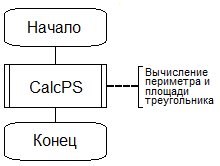 Начало
CalcPS
Вычисление
периметра и
площади
треугольника
Конец